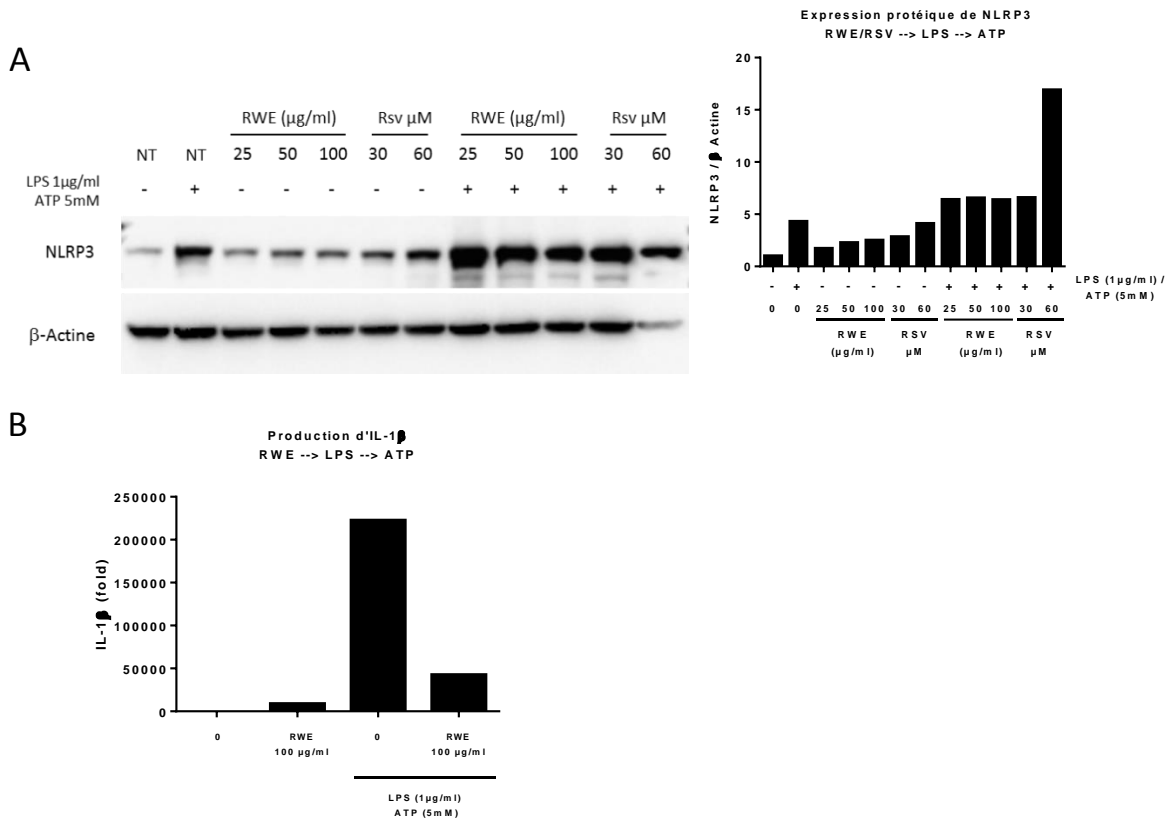 A
RWE (µg/ml) Rsv µM RWE (µg/ml) Rsv µM
NT NT 25 50 100 30 60 25 50 100 30 60
LPS 1µg/ml
ATP 5mM
- + - - - - - + + + + +
NLRP3
β-Actine
Expression protéique de NLRP3
RWE/RSV --> LPS --> ATP
NLRP3 / β Actine
20
15
10
5
0
- + - - - - - + + + + +
LPS (1µg/ml) /
ATP (5mM)
0 0 25 50 100 30 60 25 50 100 30 60
RWE RSV RWE RSV
(µg/ml) µM (µg/ml) µM
B
Production d'IL-1β
RWE --> LPS --> ATP
IL-1β (fold)
250000
200000
150000
100000
50000
0
0 RWE 0 RWE
100 µg/ml 100 µg/ml
LPS (1µg/ml)
ATP (5mM)